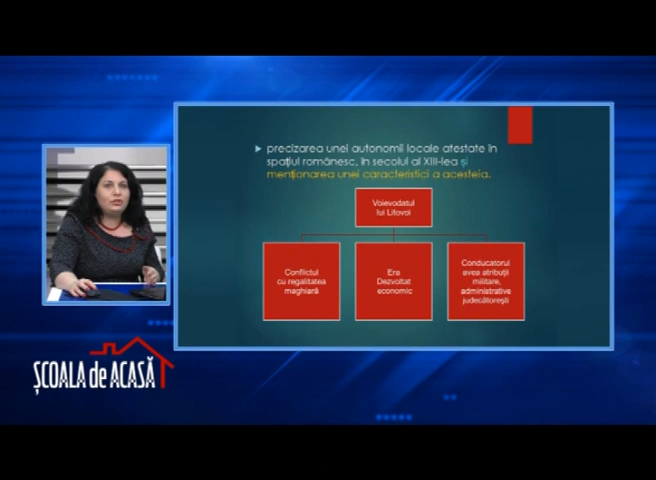 precizarea unei autonomii locale atestate în
spațiul românesc, în secolul al XIII-lea și
menționarea unei caracteristici a acesteia.
Voievodatul
lui Litovoi
Conflictul
cu regalitatea
maghiară
Era
Dezvoltat
economic
Conducatorul
avea atribuții
militare,
administrative
judecătorești
ȘCOALA de ACASĂ